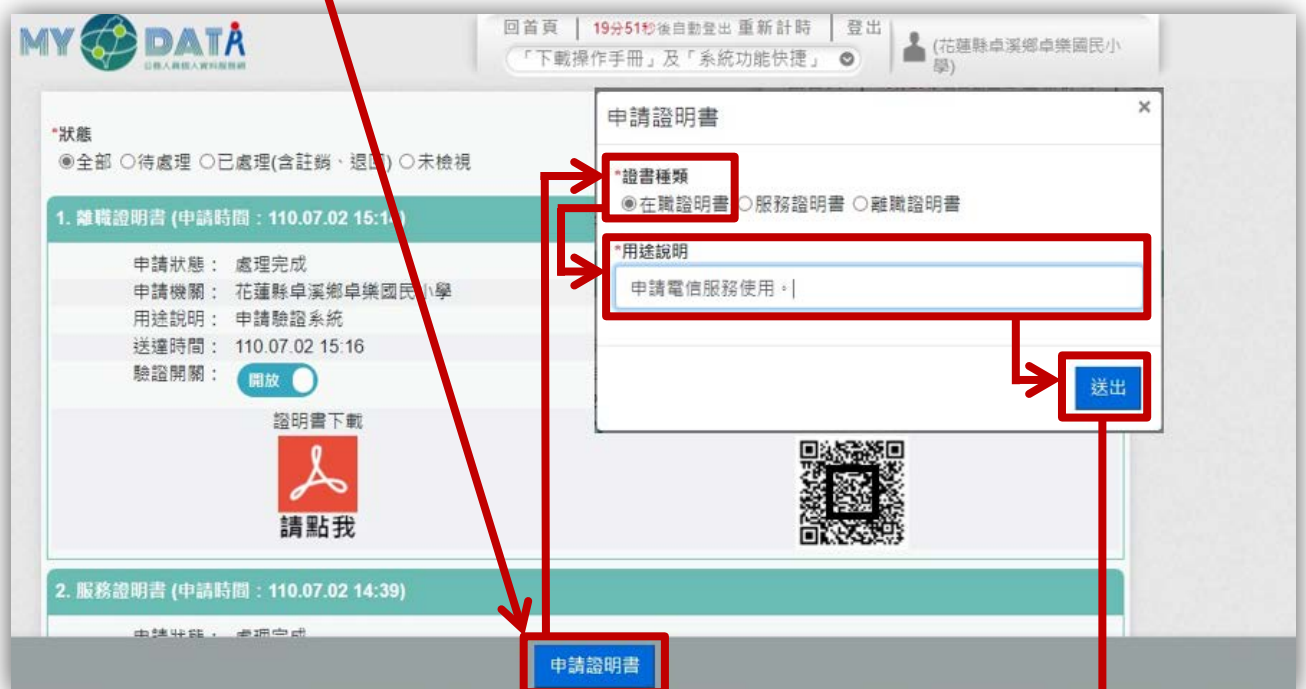 MY DATA
公務人員個人資料服務網
回首頁 | 19分51秒後自動登出 重新計時 | 登出
「下載操作手冊」及「系統功能快捷」
(花蓮縣卓溪鄉卓樂國民小
學)
*狀態
全部 待處理 已處理(含註銷、退回) 未檢視
1. 離職證明書 (申請時間：110.07.02 15:14)
申請狀態： 處理完成
申請機關： 花蓮縣卓溪鄉卓樂國民小學
用途說明： 申請驗證系統
送達時間： 110.07.02 15:16
驗證開關： 開放
證明書下載
請點我
2. 服務證明書 (申請時間：110.07.02 14:39)
申請狀態： 處理完成
申請證明書
申請證明書
×
*證書種類
在職證明書 服務證明書 離職證明書
*用途說明
申請電信服務使用。
送出